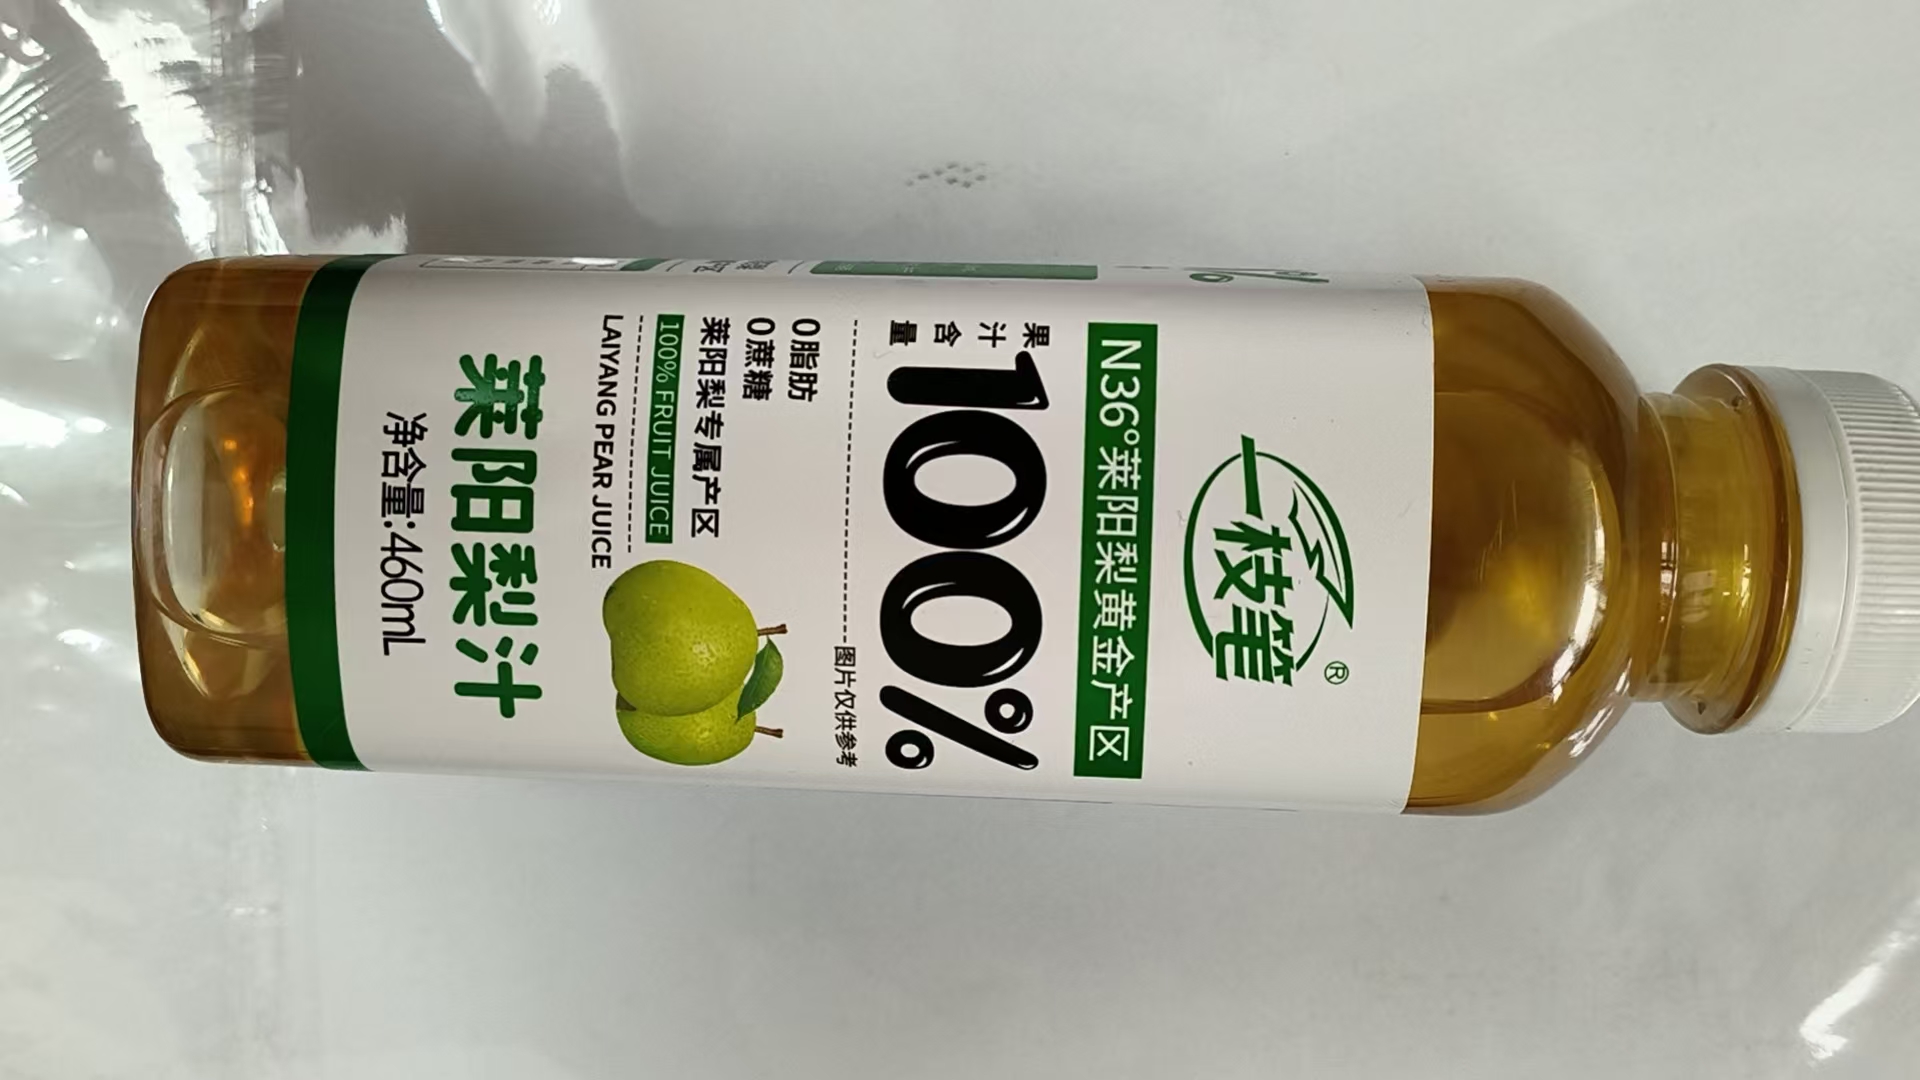 一枝笔
®
N36°莱阳梨黄金产区
果汁含量
100%
图片仅供参考
0脂肪
0蔗糖
莱阳梨专属产区
100% FRUIT JUICE
LAIYANG PEAR JUICE
莱阳梨汁
净含量:460mL